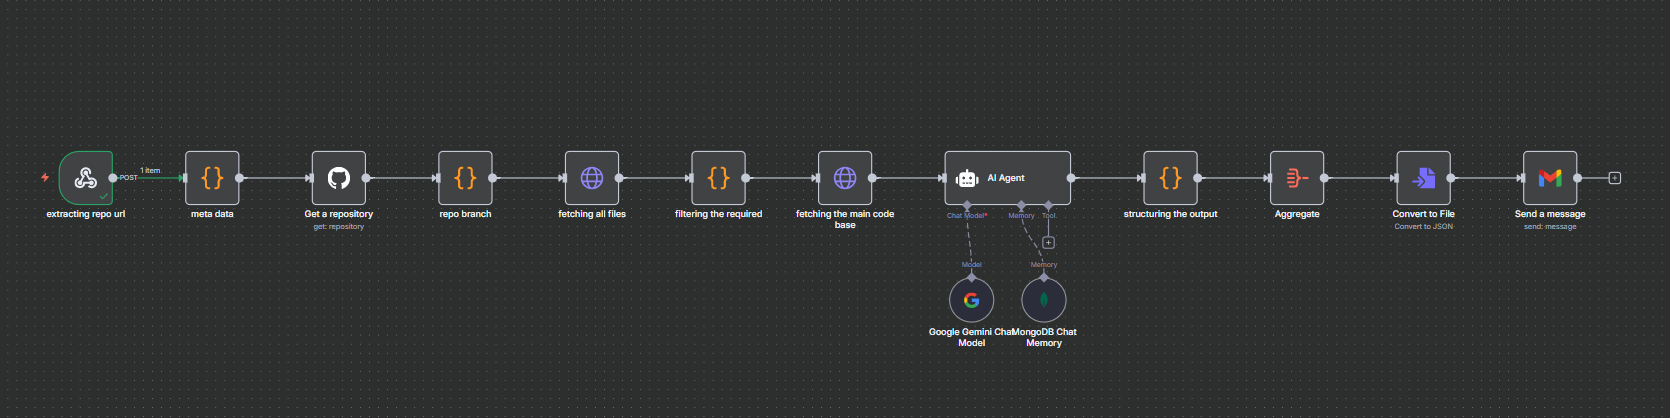 POST
1 item
extracting repo url
meta data
Get a repository
get: repository
repo branch
fetching all files
filtering the required
fetching the main code
base
AI Agent
Chat Model*
Memory
Tool
structuring the output
Aggregate
Convert to File
Convert to JSON
Send a message
send: message
Model
Memory
Google Gemini Chat
Model
MongoDB Chat
Memory